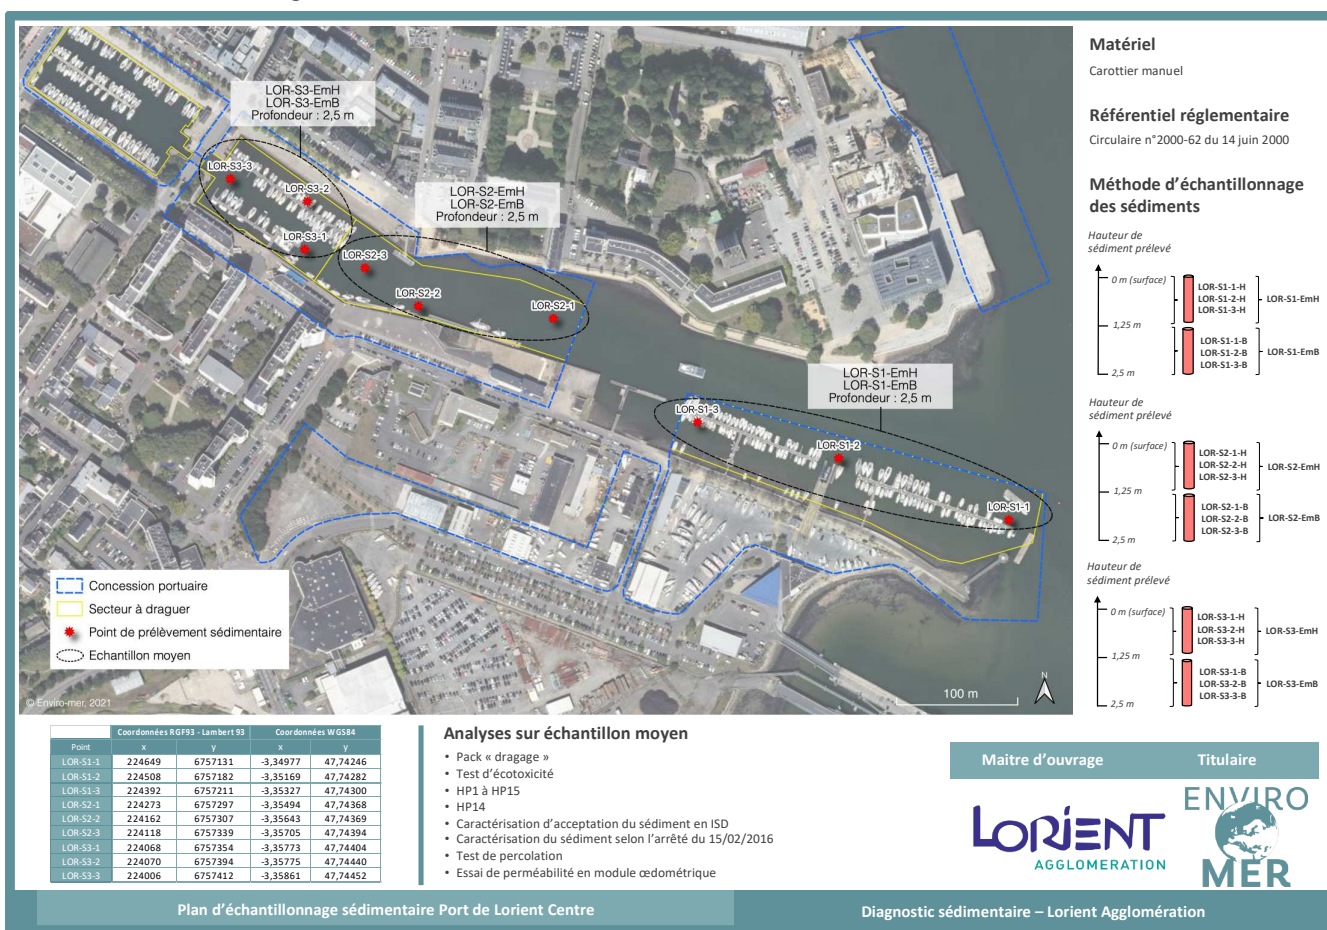 LOR-S3-EmH
LOR-S3-EmB
Profondeur : 2,5 m
LOR-S3-3
LOR-S3-2
LOR-S3-1
LOR-S2-EmH
LOR-S2-EmB
Profondeur : 2,5 m
LOR-S2-3
LOR-S2-2
LOR-S2-1
LOR-S1-EmH
LOR-S1-EmB
Profondeur : 2,5 m
LOR-S1-3
LOR-S1-2
LOR-S1-1
Concession portuaire
Secteur à draguer
Point de prélèvement sédimentaire
Echantillon moyen
© Enviro-mer, 2021
100 m
N
Matériel
Carottier manuel
Référentiel réglementaire
Circulaire n°2000-62 du 14 juin 2000
Méthode d'échantillonnage
des sédiments
Hauteur de
sédiment prélevé
0 m (surface)
1,25 m
2,5 m
LOR-S1-1-H
LOR-S1-2-H
LOR-S1-3-H
LOR-S1-EmH
LOR-S1-1-B
LOR-S1-2-B
LOR-S1-3-B
LOR-S1-EmB
Hauteur de
sédiment prélevé
0 m (surface)
1,25 m
2,5 m
LOR-S2-1-H
LOR-S2-2-H
LOR-S2-3-H
LOR-S2-EmH
LOR-S2-1-B
LOR-S2-2-B
LOR-S2-3-B
LOR-S2-EmB
Hauteur de
sédiment prélevé
0 m (surface)
1,25 m
2,5 m
LOR-S3-1-H
LOR-S3-2-H
LOR-S3-3-H
LOR-S3-EmH
LOR-S3-1-B
LOR-S3-2-B
LOR-S3-3-B
LOR-S3-EmB
Coordonnées RGF93 - Lambert 93 Coordonnées WGS84
Point x y x y
LOR-S1-1 224649 6757131 -3,34977 47,74246
LOR-S1-2 224508 6757182 -3,35169 47,74282
LOR-S1-3 224392 6757211 -3,35327 47,74300
LOR-S2-1 224273 6757297 -3,35494 47,74368
LOR-S2-2 224162 6757307 -3,35643 47,74369
LOR-S2-3 224118 6757339 -3,35705 47,74394
LOR-S3-1 224068 6757354 -3,35773 47,74404
LOR-S3-2 224070 6757394 -3,35775 47,74440
LOR-S3-3 224006 6757412 -3,35861 47,74452
Analyses sur échantillon moyen
• Pack « dragage »
• Test d'écotoxicité
• HP1 à HP15
• HP14
• Caractérisation d'acceptation du sédiment en ISD
• Caractérisation du sédiment selon l'arrêté du 15/02/2016
• Test de percolation
• Essai de perméabilité en module œdométrique
Maitre d'ouvrage
Titulaire
LORIENT
AGGLOMÉRATION
ENVIRO
MER
Plan d'échantillonnage sédimentaire Port de Lorient Centre
Diagnostic sédimentaire – Lorient Agglomération